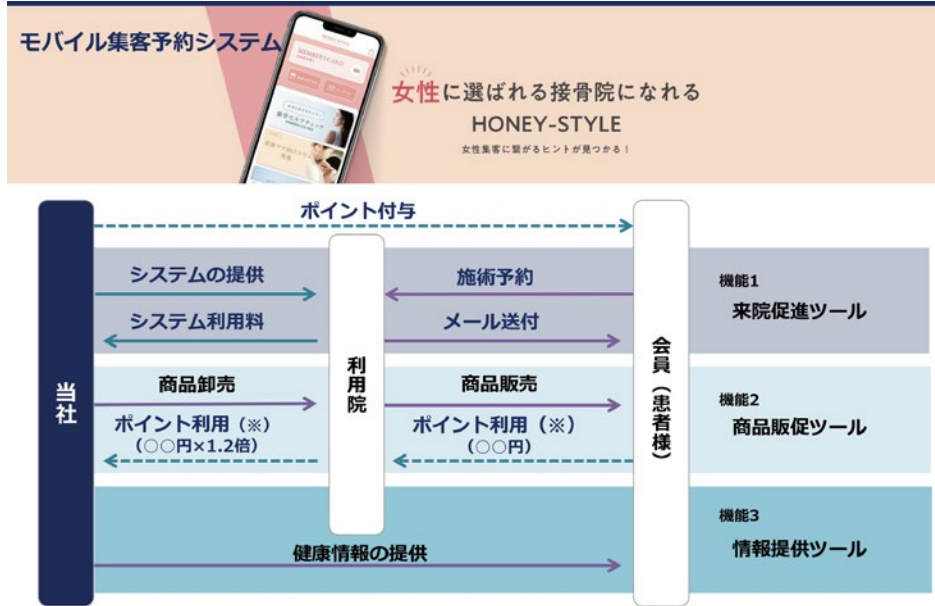 モバイル集客予約システム
MEMBER'S CARD
女性に選ばれる接骨院になれる
HONEY-STYLE
女性集客に繋がるヒントが見つかる！
ポイント付与
システムの提供
施術予約
機能1
来院促進ツール
システム利用料
メール送付
当社
利用院
会員（患者様）
商品卸売
商品販売
機能2
商品販促ツール
ポイント利用（※）
（○○円×1.2倍）
ポイント利用（※）
（○○円）
機能3
情報提供ツール
健康情報の提供